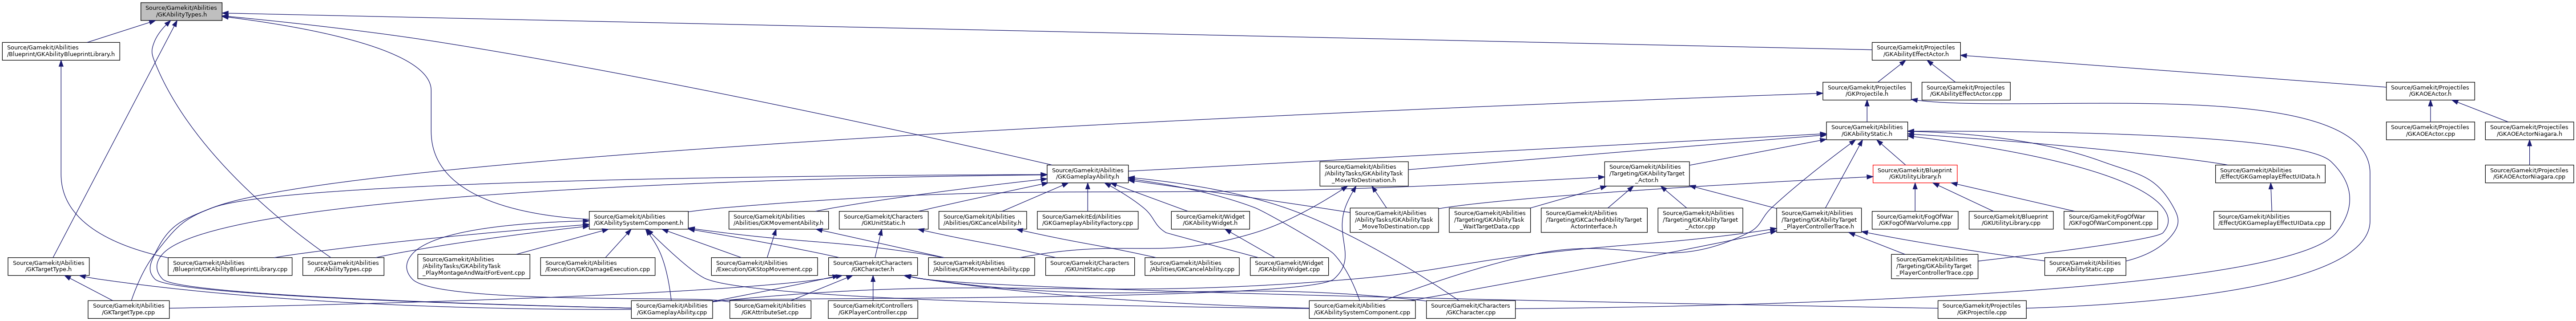 Source/Gamekit/Abilities
/GKAbilityTypes.h
Source/Gamekit/Abilities
/Blueprint/GKAbilityBlueprintLibrary.h
Source/Gamekit/Projectiles
/GKAbilityEffectActor.h
Source/Gamekit/Projectiles
/GKProjectile.h
Source/Gamekit/Projectiles
/GKAbilityEffectActor.cpp
Source/Gamekit/Projectiles
/GKAOEActor.h
Source/Gamekit/Abilities
/GKAbilityStatic.h
Source/Gamekit/Projectiles
/GKAOEActor.cpp
Source/Gamekit/Projectiles
/GKAOEActorNiagara.h
Source/Gamekit/Abilities
/GKGameplayAbility.h
Source/Gamekit/Abilities
/AbilityTasks/GKAbilityTask
_MoveToDestination.h
Source/Gamekit/Abilities
/Targeting/GKAbilityTarget
_Actor.h
Source/Gamekit/Blueprint
/GKUtilityLibrary.h
Source/Gamekit/Abilities
/Effect/GKGameplayEffectUIData.h
Source/Gamekit/Projectiles
/GKAOEActorNiagara.cpp
Source/Gamekit/Abilities
/GKAbilitySystemComponent.h
Source/Gamekit/Abilities
/Abilities/GKMovementAbility.h
Source/Gamekit/Characters
/GKUnitStatic.h
Source/Gamekit/Abilities
/Abilities/GKCancelAbility.h
Source/GamekitEd/Abilities
/GKGameplayAbilityFactory.cpp
Source/Gamekit/Widget
/GKAbilityWidget.h
Source/Gamekit/Abilities
/AbilityTasks/GKAbilityTask
_MoveToDestination.cpp
Source/Gamekit/Abilities
/Targeting/GKAbilityTask
_WaitTargetData.cpp
Source/Gamekit/Abilities
/Targeting/GKCachedAbilityTarget
ActorInterface.h
Source/Gamekit/Abilities
/Targeting/GKAbilityTarget
_Actor.cpp
Source/Gamekit/Abilities
/Targeting/GKAbilityTarget
_PlayerControllerTrace.h
Source/Gamekit/FogOfWar
/GKFogOfWarVolume.cpp
Source/Gamekit/Blueprint
/GKUtilityLibrary.cpp
Source/Gamekit/FogOfWar
/GKFogOfWarComponent.cpp
Source/Gamekit/Abilities
/Effect/GKGameplayEffectUIData.cpp
Source/Gamekit/Abilities
/GKTargetType.h
Source/Gamekit/Abilities
/Blueprint/GKAbilityBlueprintLibrary.cpp
Source/Gamekit/Abilities
/GKAbilityTypes.cpp
Source/Gamekit/Abilities
/AbilityTasks/GKAbilityTask
_PlayMontageAndWaitForEvent.cpp
Source/Gamekit/Abilities
/Execution/GKDamageExecution.cpp
Source/Gamekit/Abilities
/Execution/GKStopMovement.cpp
Source/Gamekit/Characters
/GKCharacter.h
Source/Gamekit/Abilities
/Abilities/GKMovementAbility.cpp
Source/Gamekit/Characters
/GKUnitStatic.cpp
Source/Gamekit/Abilities
/Abilities/GKCancelAbility.cpp
Source/Gamekit/Widget
/GKAbilityWidget.cpp
Source/Gamekit/Abilities
/Targeting/GKAbilityTarget
_PlayerControllerTrace.cpp
Source/Gamekit/Abilities
/GKAbilityStatic.cpp
Source/Gamekit/Abilities
/GKTargetType.cpp
Source/Gamekit/Abilities
/GKGameplayAbility.cpp
Source/Gamekit/Abilities
/GKAttributeSet.cpp
Source/Gamekit/Controllers
/GKPlayerController.cpp
Source/Gamekit/Abilities
/GKAbilitySystemComponent.cpp
Source/Gamekit/Characters
/GKCharacter.cpp
Source/Gamekit/Projectiles
/GKProjectile.cpp